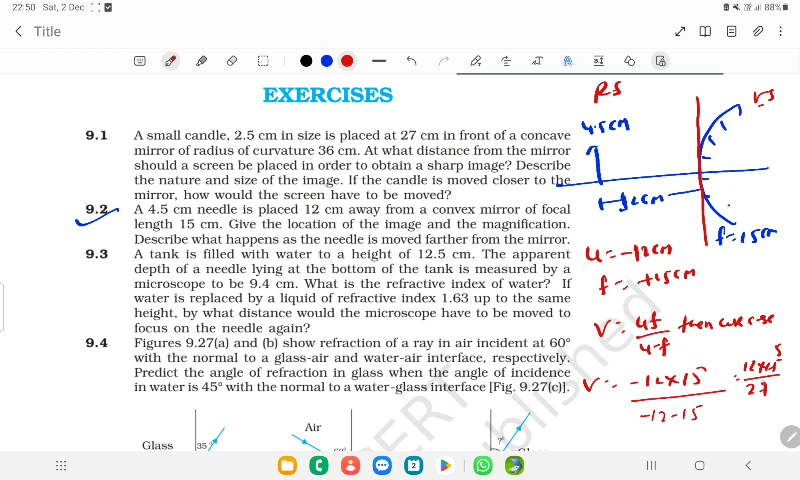 22:50 Sat, 2 Dec
88%
Title
EXERCISES
9.1 A small candle, 2.5 cm in size is placed at 27 cm in front of a concave
mirror of radius of curvature 36 cm. At what distance from the mirror
should a screen be placed in order to obtain a sharp image? Describe
the nature and size of the image. If the candle is moved closer to the
mirror, how would the screen have to be moved?
9.2 A 4.5 cm needle is placed 12 cm away from a convex mirror of focal
length 15 cm. Give the location of the image and the magnification.
Describe what happens as the needle is moved farther from the mirror.
9.3 A tank is filled with water to a height of 12.5 cm. The apparent
depth of a needle lying at the bottom of the tank is measured by a
microscope to be 9.4 cm. What is the refractive index of water? If
water is replaced by a liquid of refractive index 1.63 up to the same
height, by what distance would the microscope have to be moved to
focus on the needle again?
9.4 Figures 9.27(a) and (b) show refraction of a ray in air incident at 60°
with the normal to a glass-air and water-air interface, respectively.
Predict the angle of refraction in glass when the angle of incidence
in water is 45° with the normal to a water-glass interface [Fig. 9.27(c)].
Air
Glass
35°
RS
VS
4.5cm
12cm
f=15cm
u=-12cm
f=+15cm
V=uf/u-f
V=-12×15/-12-15